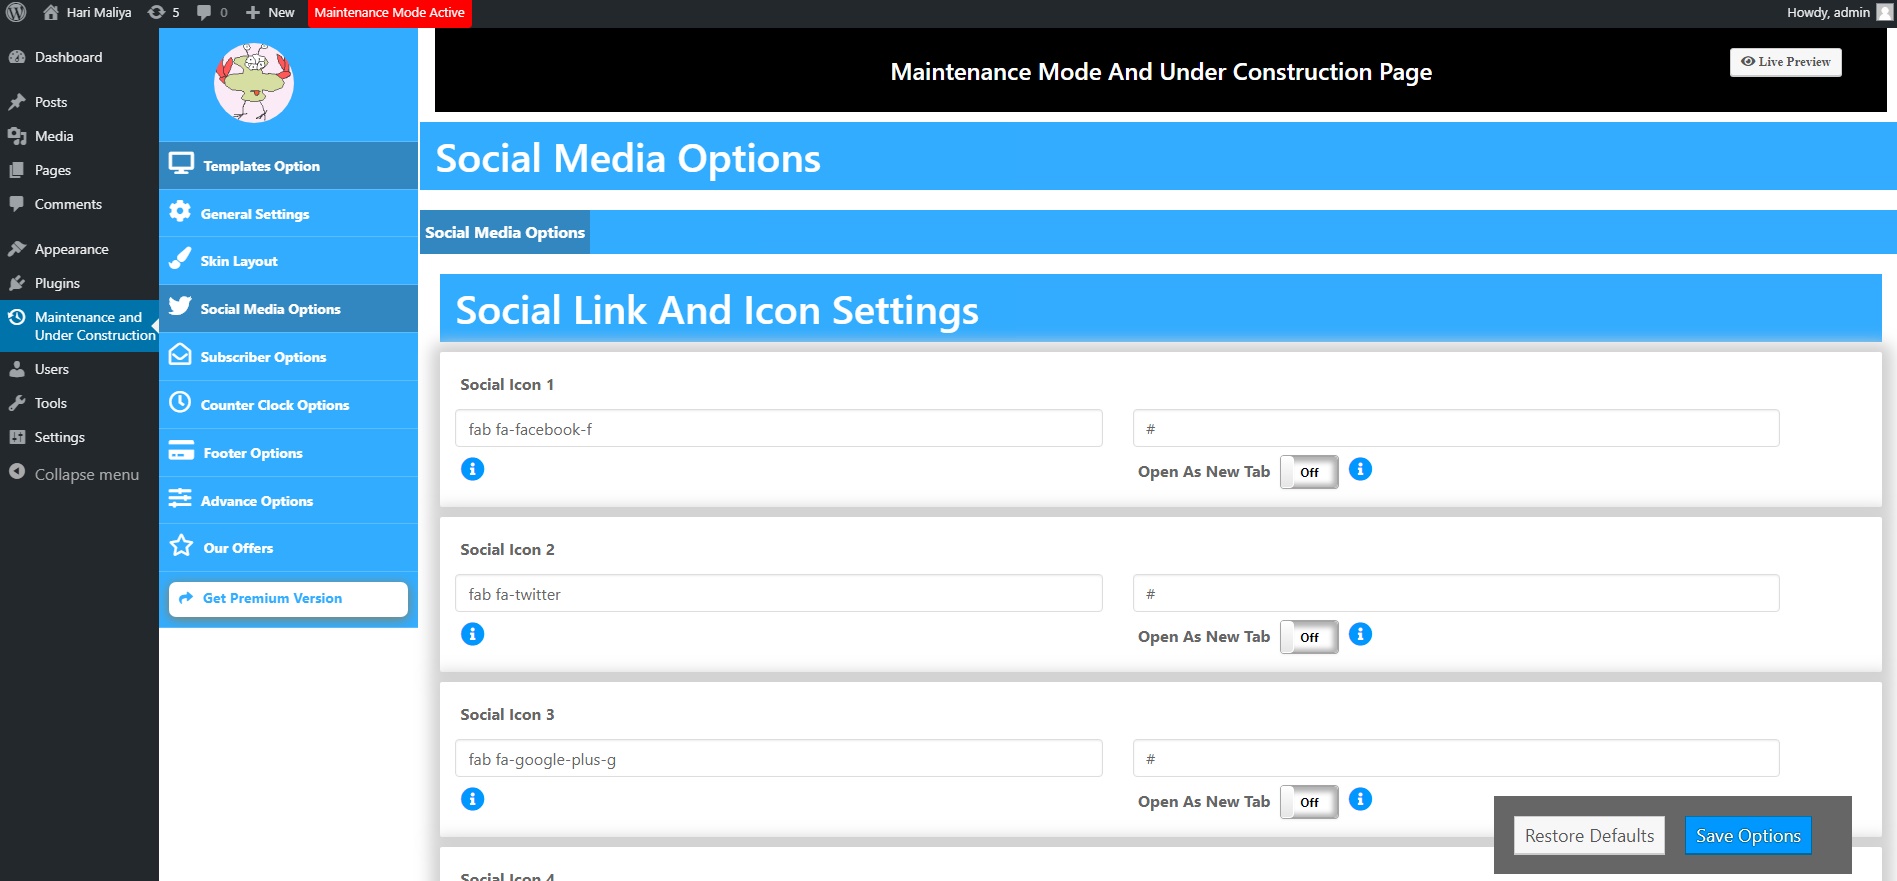 Hari Maliya 5 0 New Maintenance Mode Active Howdy, admin
Dashboard
Posts
Media
Pages
Comments
Appearance
Plugins
Maintenance and
Under Construction
Users
Tools
Settings
Collapse menu
Templates Option
General Settings
Skin Layout
Social Media Options
Subscriber Options
Counter Clock Options
Footer Options
Advance Options
Our Offers
Get Premium Version
Maintenance Mode And Under Construction Page
Live Preview
Social Media Options
Social Media Options
Social Link And Icon Settings
Social Icon 1
fab fa-facebook-f #
Open As New Tab Off
Social Icon 2
fab fa-twitter #
Open As New Tab Off
Social Icon 3
fab fa-google-plus-g #
Open As New Tab Off
Restore Defaults Save Options
Social Icon 4